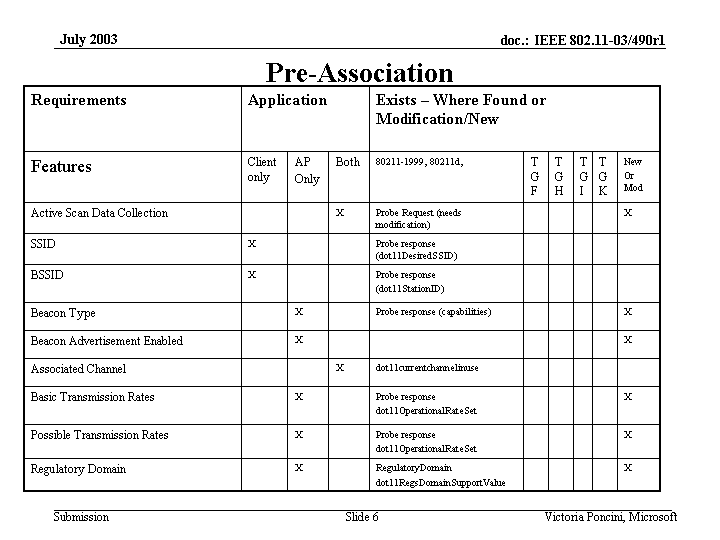 July 2003
doc.: IEEE 802.11-03/490r1
Pre-Association
Requirements Application Exists – Where Found or
Modification/New
Features Client only AP Only Both 80211-1999, 80211d, TGF TGH TGI TGK New Or Mod
Active Scan Data Collection X Probe Request (needs
modification) X
SSID X Probe response
(dot11DesiredSSID)
BSSID X Probe response
(dot11StationID)
Beacon Type X Probe response (capabilities) X
Beacon Advertisement Enabled X X
Associated Channel X dot11currentchannelinuse
Basic Transmission Rates X Probe response X
dot11OperationalRateSet
Possible Transmission Rates X Probe response X
dot11OperationalRateSet
Regulatory Domain X RegulatoryDomain X
dot11RegsDomainSupportValue
Submission Slide 6 Victoria Poncini, Microsoft